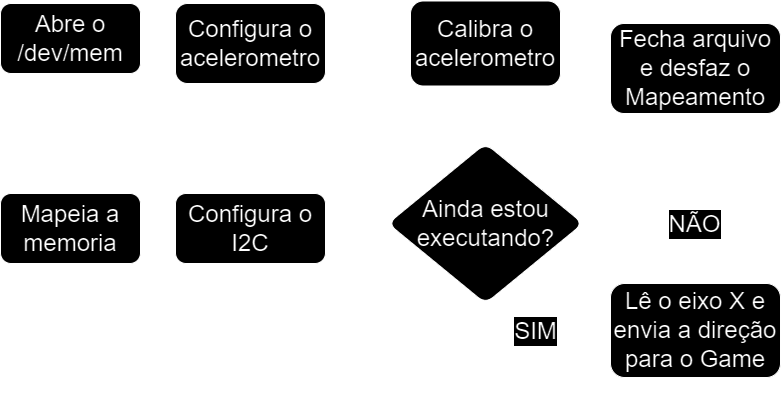 Abre o
/dev/mem
Configura o
acelerometro
Calibra o
acelerometro
Fecha arquivo
e desfaz o
Mapeamento
Mapeia a
memoria
Configura o
I2C
Ainda estou
executando?
NÃO
SIM
Lê o eixo X e
envia a direção
para o Game